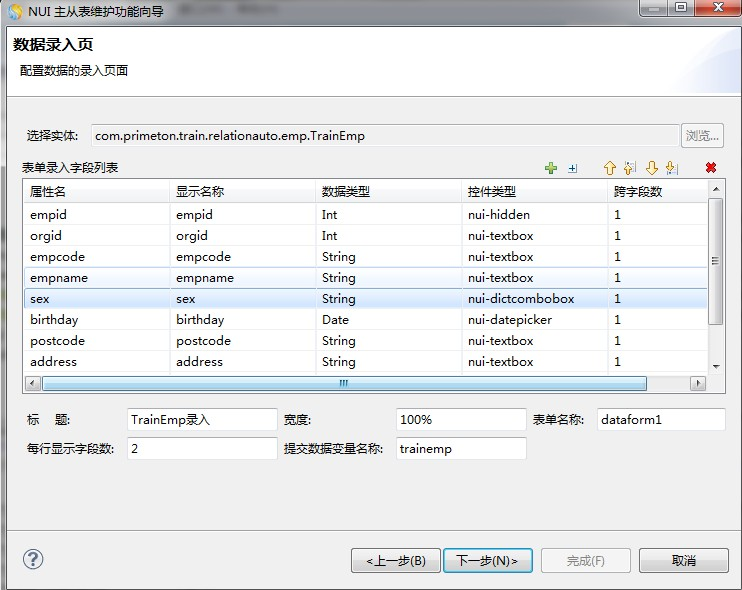 NUI 主从表维护功能向导
数据录入页
配置数据的录入页面
选择实体: com.primeton.train.relationauto.emp.TrainEmp 浏览...
表单录入字段列表
属性名 显示名称 数据类型 控件类型 跨字段数
empid empid Int nui-hidden 1
orgid orgid Int nui-textbox 1
empcode empcode String nui-textbox 1
empname empname String nui-textbox 1
sex sex String nui-dictcombobox 1
birthday birthday Date nui-datepicker 1
postcode postcode String nui-textbox 1
address address String nui-textbox 1
标 题: TrainEmp录入 宽度: 100% 表单名称: dataform1
每行显示字段数: 2 提交数据变量名称: trainemp
<上一步(B) 下一步(N)> 完成(F) 取消